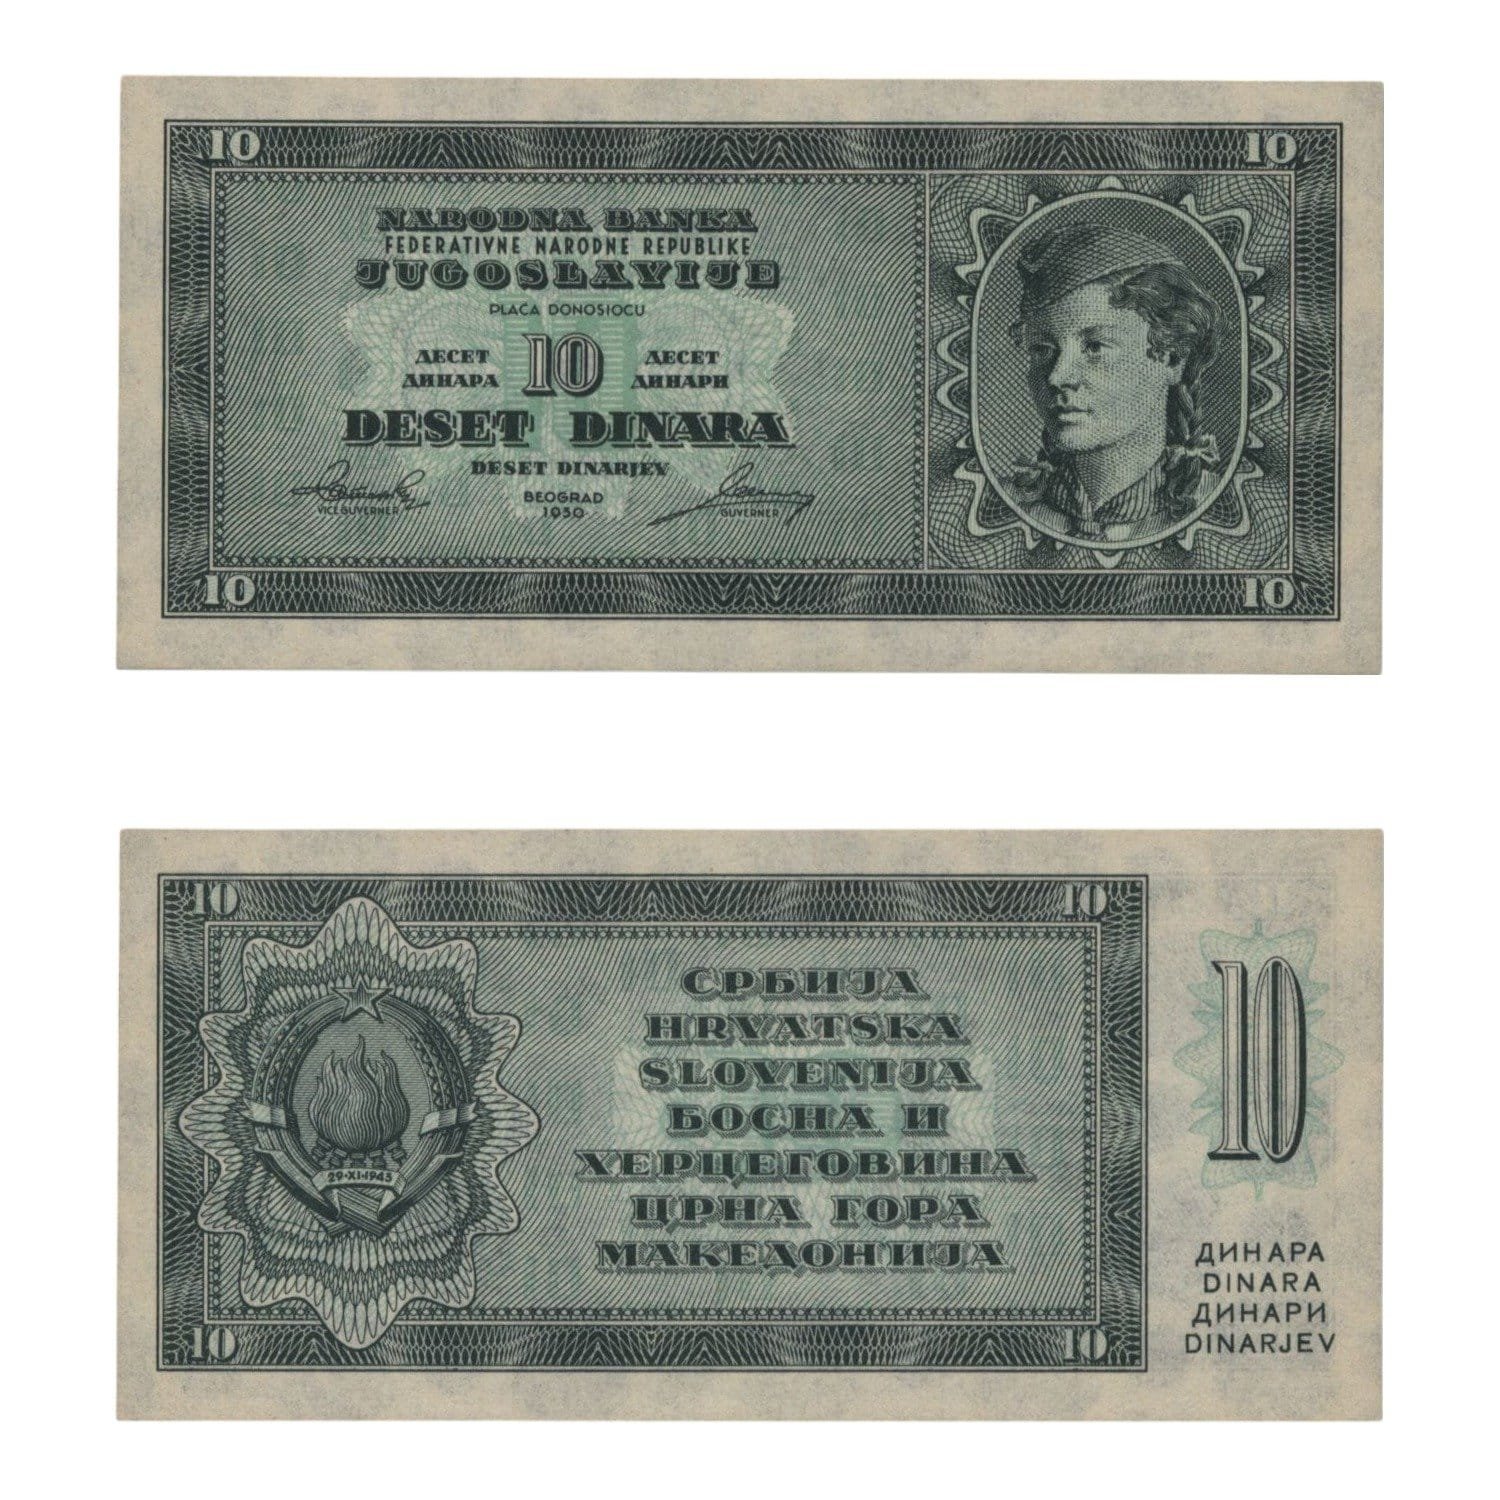 10 10
NARODNA BANKA
FEDERATIVNE NARODNE REPUBLIKE
JUGOSLAVIJE
PLAĆA DONOSIOCU
ДЕСЕТ 10 ДЕСЕТ
ДИНАРА ДИНАРИ
DESET DINARA
DESET DINARJEV
BEOGRAD
1950
VICEGUVERNER GUVERNER
10 10
10 10
СРБИЈА
HRVATSKA
SLOVENIJA
БОСНА И
ХЕРЦЕГОВИНА
ЦРНА ГОРА
МАКЕДОНИЈА
29·XI·1943
10 10
10
ДИНАРА
DINARA
ДИНАРИ
DINARJEV